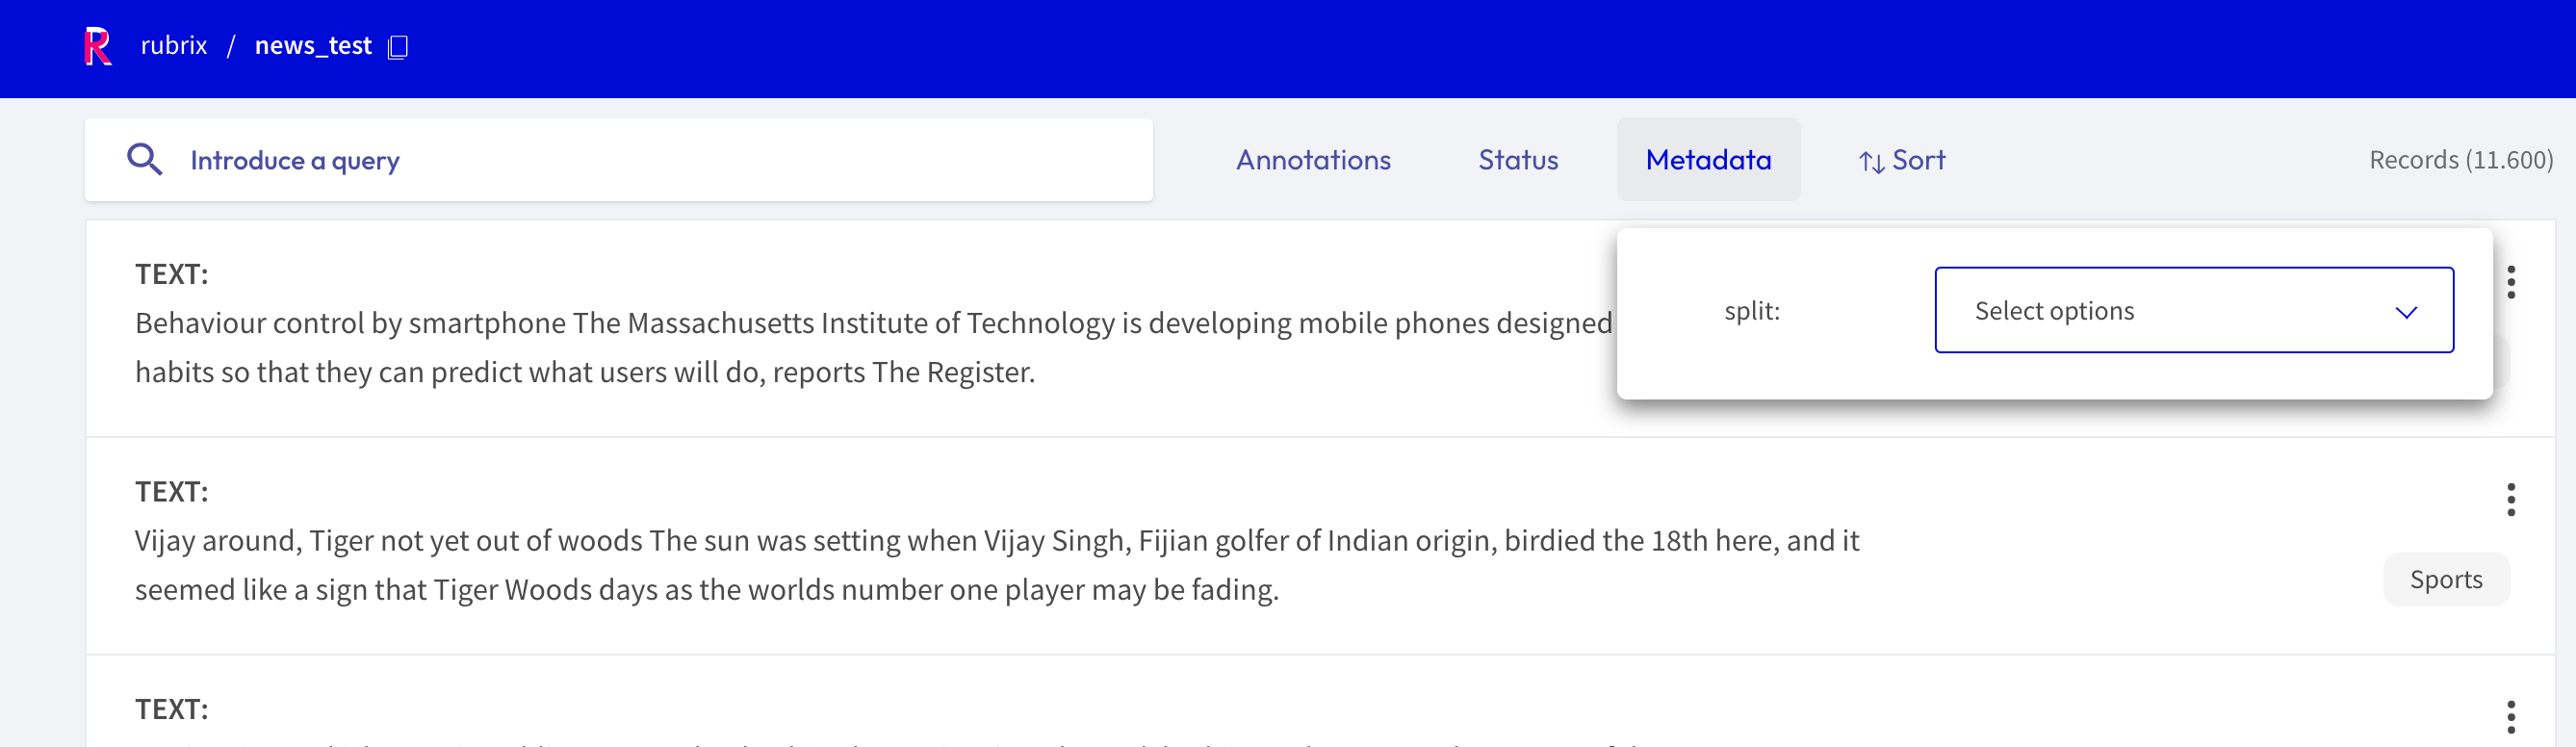 rubrix / news_test
Introduce a query
Annotations
Status
Metadata
Sort
Records (11.600)
TEXT:
Behaviour control by smartphone The Massachusetts Institute of Technology is developing mobile phones designed
habits so that they can predict what users will do, reports The Register.
split:
Select options
TEXT:
Vijay around, Tiger not yet out of woods The sun was setting when Vijay Singh, Fijian golfer of Indian origin, birdied the 18th here, and it
seemed like a sign that Tiger Woods days as the worlds number one player may be fading.
Sports
TEXT: